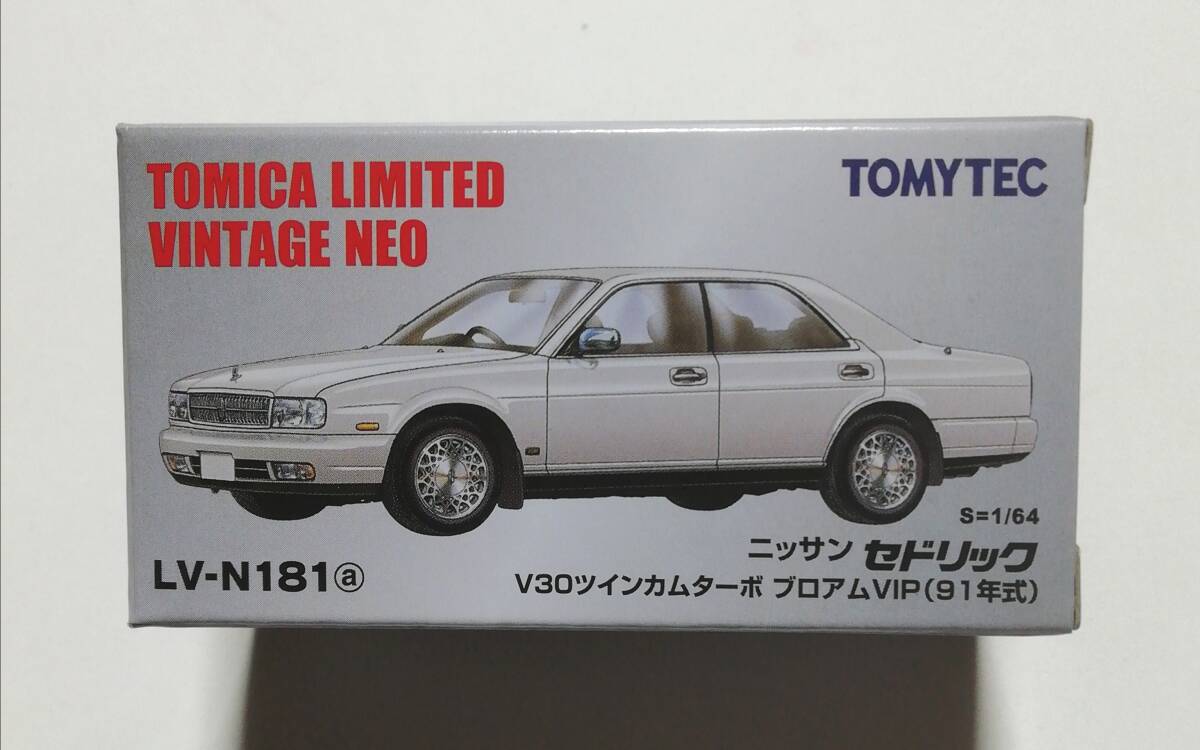 TOMICA LIMITED
VINTAGE NEO
TOMYTEC
S=1/64
ニッサン セドリック
LV-N181ⓐ
V30ツインカムターボ ブロアムVIP(91年式)